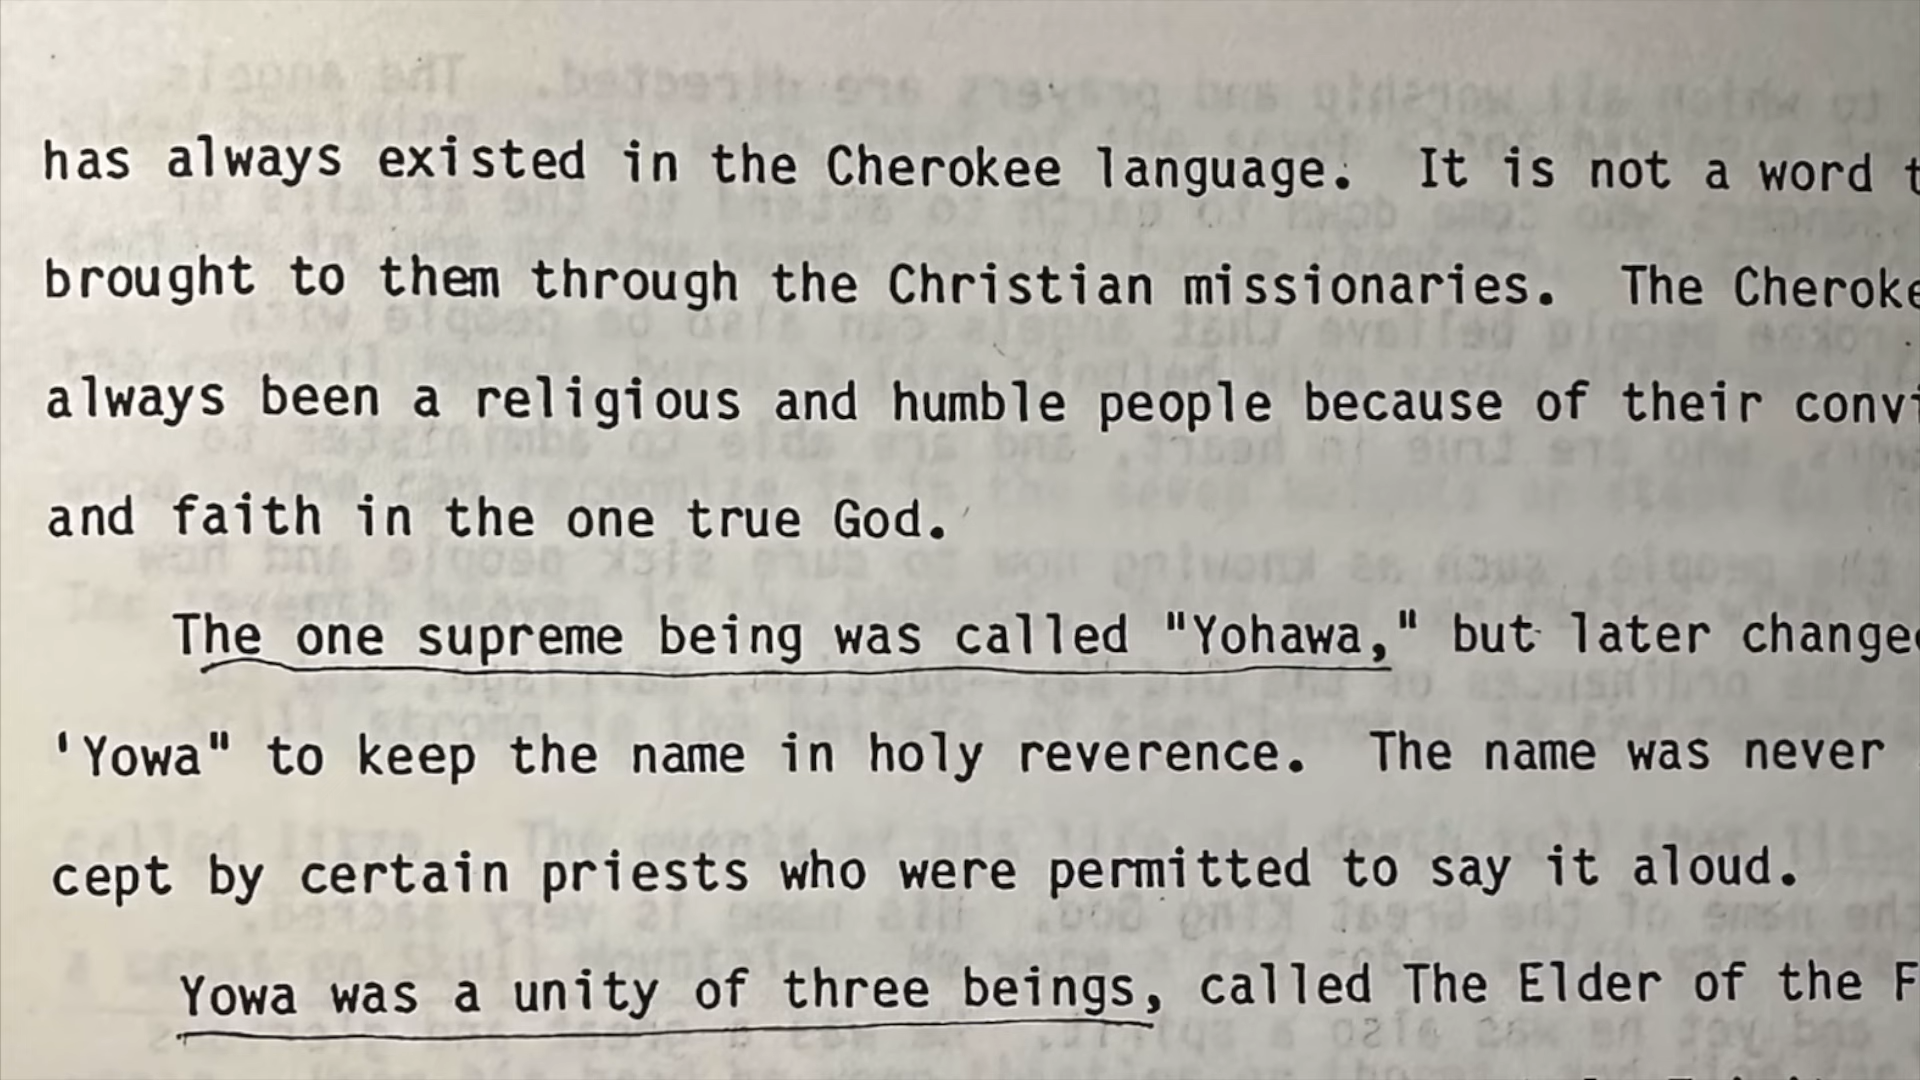 has always existed in the Cherokee language. It is not a word
brought to them through the Christian missionaries. The
always been a religious and humble people because of their
and faith in the one true God.
The one supreme being was called "Yohawa," but later
'Yowa" to keep the name in holy reverence. The name was never
cept by certain priests who were permitted to say it aloud.
Yowa was a unity of three beings, called The Elder of the